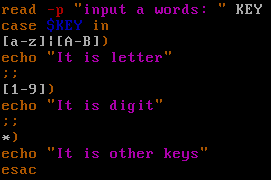 read -p "input a words: " KEY
case $KEY in
[a-z]|[A-B])
echo "It is letter"
;;
[1-9])
echo "It is digit"
;;
*)
echo "It is other keys"
esac